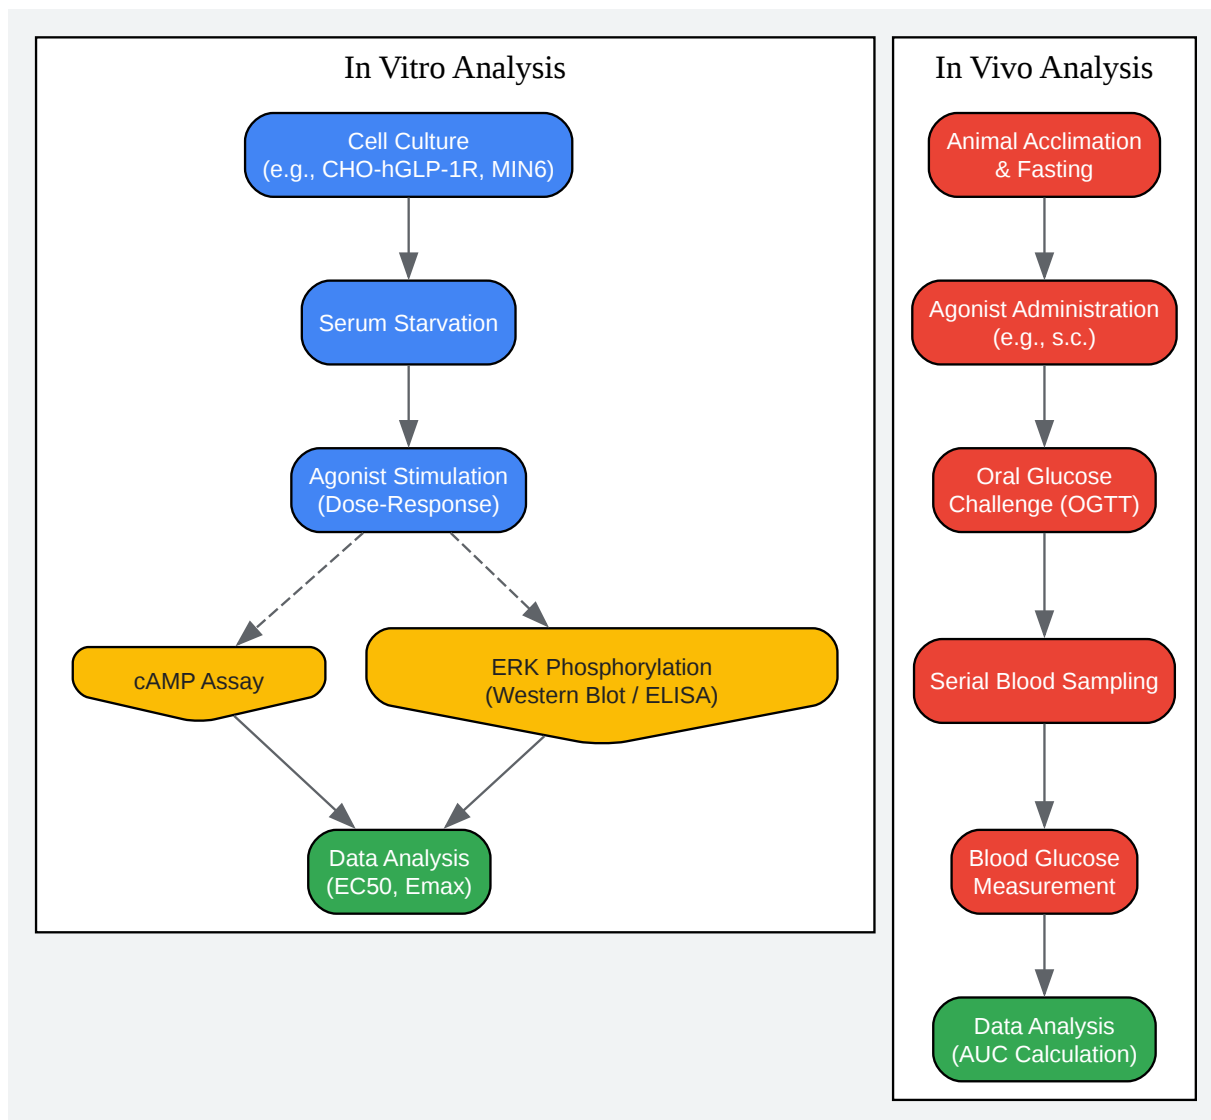 In Vitro Analysis
Cell Culture
(e.g., CHO-hGLP-1R, MIN6)
Serum Starvation
Agonist Stimulation
(Dose-Response)
cAMP Assay
ERK Phosphorylation
(Western Blot / ELISA)
Data Analysis
(EC50, Emax)
In Vivo Analysis
Animal Acclimation
& Fasting
Agonist Administration
(e.g., s.c.)
Oral Glucose
Challenge (OGTT)
Serial Blood Sampling
Blood Glucose
Measurement
Data Analysis
(AUC Calculation)